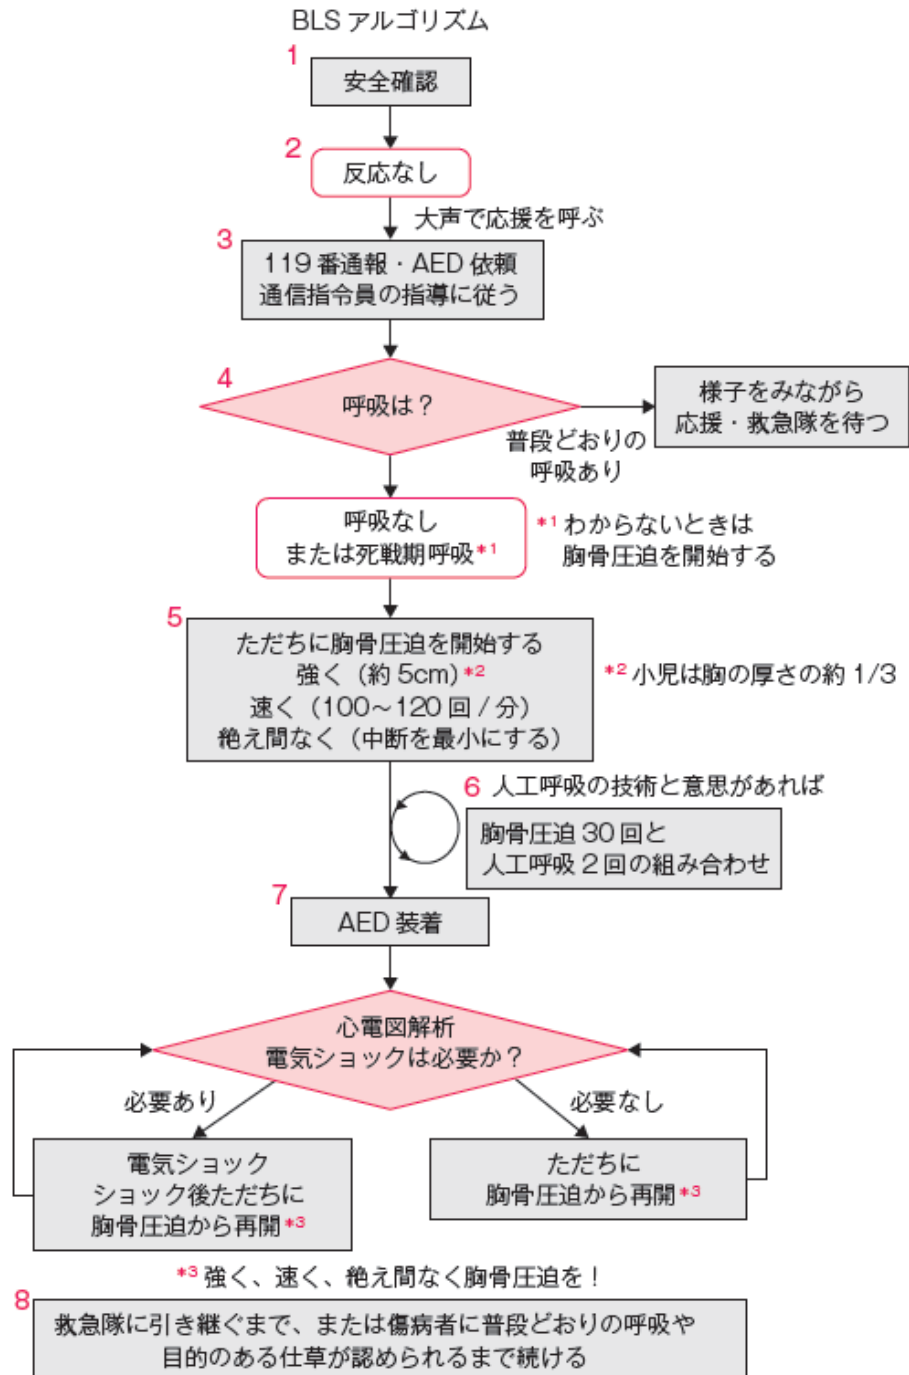 BLS アルゴリズム
1
安全確認
2
反応なし
大声で応援を呼ぶ
3
119 番通報・AED 依頼
通信指令員の指導に従う
4
呼吸は？
普段どおりの
呼吸あり
様子をみながら
応援・救急隊を待つ
呼吸なし
または死戦期呼吸*1
*1 わからないときは
胸骨圧迫を開始する
5
ただちに胸骨圧迫を開始する
強く（約 5cm）*2
速く（100～120 回 / 分）
絶え間なく（中断を最小にする）
*2 小児は胸の厚さの約 1/3
6 人工呼吸の技術と意思があれば
胸骨圧迫 30 回と
人工呼吸 2 回の組み合わせ
7
AED 装着
心電図解析
電気ショックは必要か？
必要あり
必要なし
電気ショック
ショック後ただちに
胸骨圧迫から再開*3
ただちに
胸骨圧迫から再開*3
*3 強く、速く、絶え間なく胸骨圧迫を！
8
救急隊に引き継ぐまで、または傷病者に普段どおりの呼吸や
目的のある仕草が認められるまで続ける